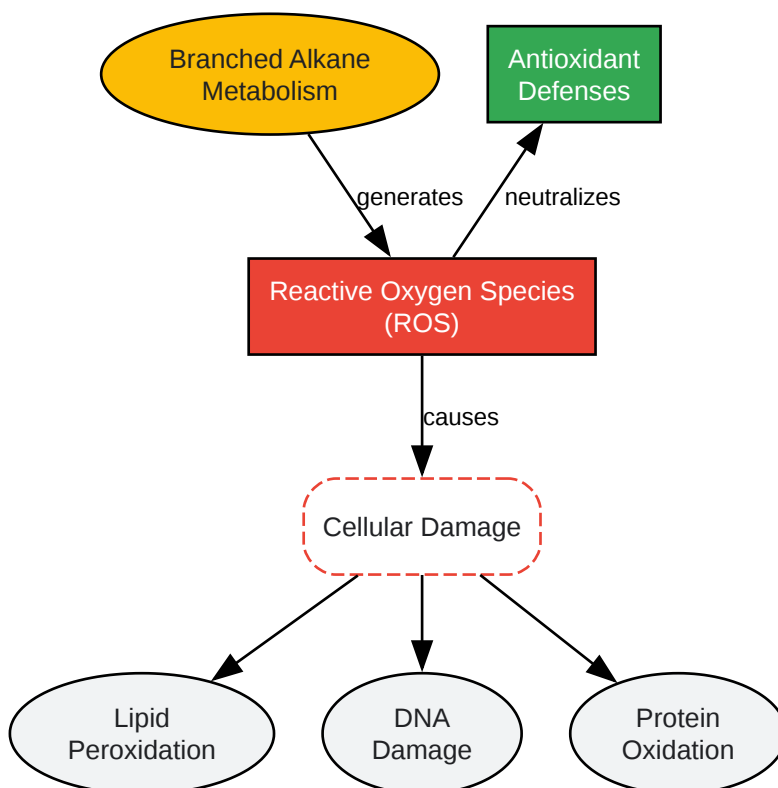 Branched Alkane
Metabolism
Antioxidant
Defenses
generates
neutralizes
Reactive Oxygen Species
(ROS)
causes
Cellular Damage
Lipid
Peroxidation
DNA
Damage
Protein
Oxidation